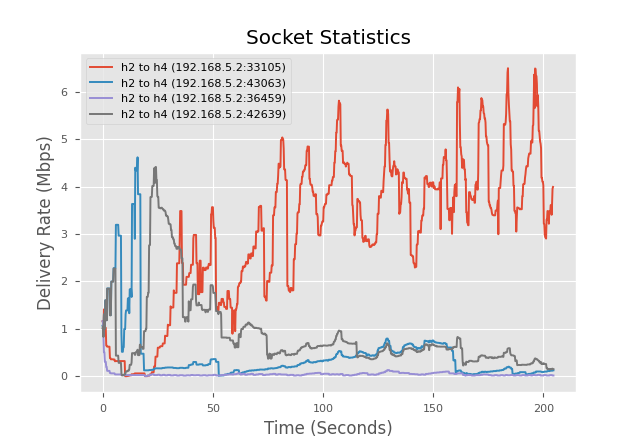 Socket Statistics
h2 to h4 (192.168.5.2:33105)
h2 to h4 (192.168.5.2:43063)
h2 to h4 (192.168.5.2:36459)
h2 to h4 (192.168.5.2:42639)
Delivery Rate (Mbps)
6
5
4
3
2
1
0
0 50 100 150 200
Time (Seconds)